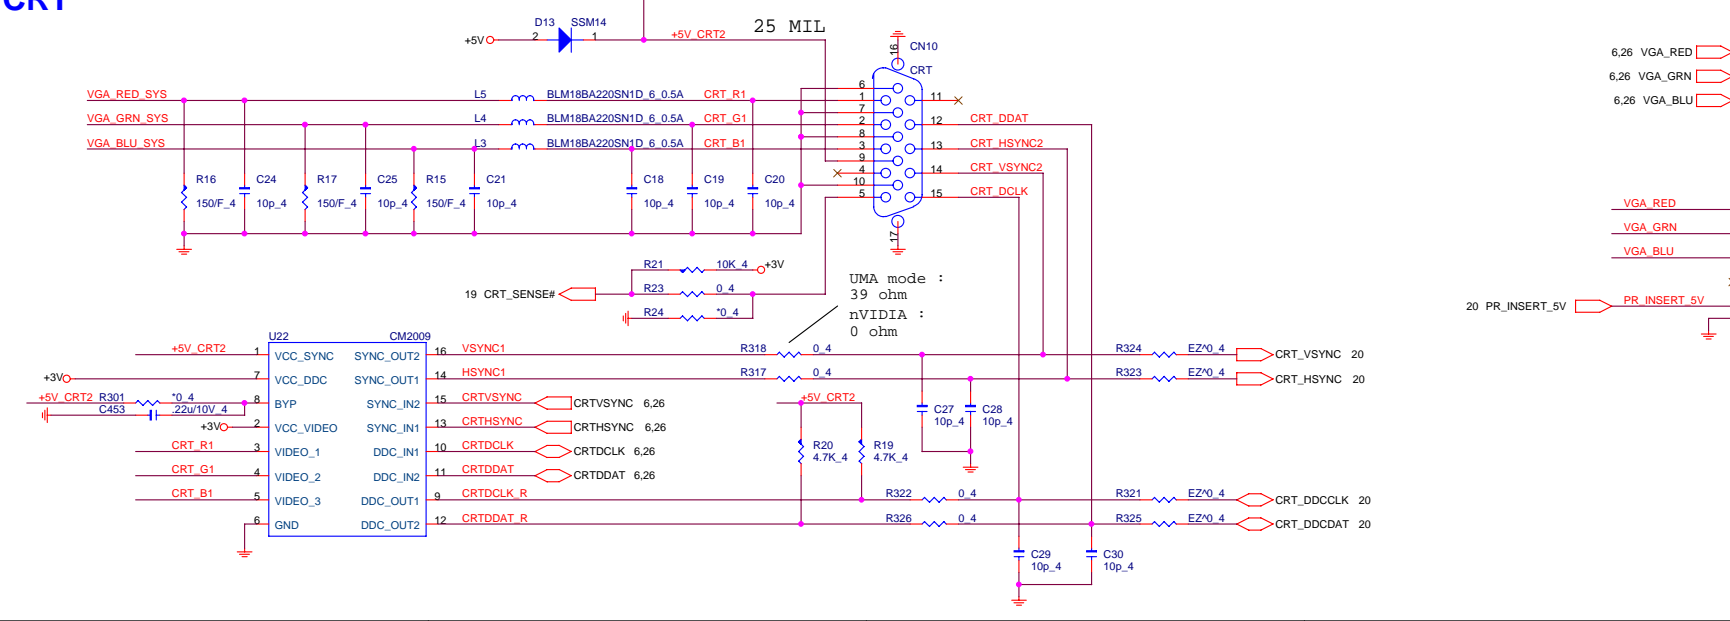 CRT
D13 SSM14
25 MIL
+5V 2 1 +5V_CRT2
16 CN10
CRT
6,26 VGA_RED
6,26 VGA_GRN
6,26 VGA_BLU
VGA_RED_SYS L5 BLM18BA220SN1D_6_0.5A CRT_R1
VGA_GRN_SYS L4 BLM18BA220SN1D_6_0.5A CRT_G1
VGA_BLU_SYS L3 BLM18BA220SN1D_6_0.5A CRT_B1
6
1 11
7
2 12 CRT_DDAT
8
3 13 CRT_HSYNC2
9
4 14 CRT_VSYNC2
10
5 15 CRT_DCLK
17
R16 C24 R17 C25 R15 C21 C18 C19 C20
150/F_4 10p_4 150/F_4 10p_4 150/F_4 10p_4 10p_4 10p_4 10p_4
VGA_RED
VGA_GRN
VGA_BLU
R21 10K_4 +3V
19 CRT_SENSE# R23 0_4
R24 *0_4
UMA mode :
39 ohm
nVIDIA :
0 ohm
20 PR_INSERT_5V PR_INSERT_5V
U22 CM2009
+5V_CRT2 1 VCC_SYNC SYNC_OUT2 16 VSYNC1 R318 0_4 R324 EZ^0_4 CRT_VSYNC 20
+3V 7 VCC_DDC SYNC_OUT1 14 HSYNC1 R317 0_4 R323 EZ^0_4 CRT_HSYNC 20
+5V_CRT2 R301 *0_4 8 BYP SYNC_IN2 15 CRTVSYNC CRTVSYNC 6,26 +5V_CRT2
C453 .22u/10V_4
+3V 2 VCC_VIDEO SYNC_IN1 13 CRTHSYNC CRTHSYNC 6,26
C27 C28
10p_4 10p_4
CRT_R1 3 VIDEO_1 DDC_IN1 10 CRTDCLK CRTDCLK 6,26
R20 R19
4.7K_4 4.7K_4
CRT_G1 4 VIDEO_2 DDC_IN2 11 CRTDDAT CRTDDAT 6,26
CRT_B1 5 VIDEO_3 DDC_OUT1 9 CRTDCLK_R R322 0_4 R321 EZ^0_4 CRT_DDCCLK 20
6 GND DDC_OUT2 12 CRTDDAT_R R326 0_4 R325 EZ^0_4 CRT_DDCDAT 20
C29 C30
10p_4 10p_4